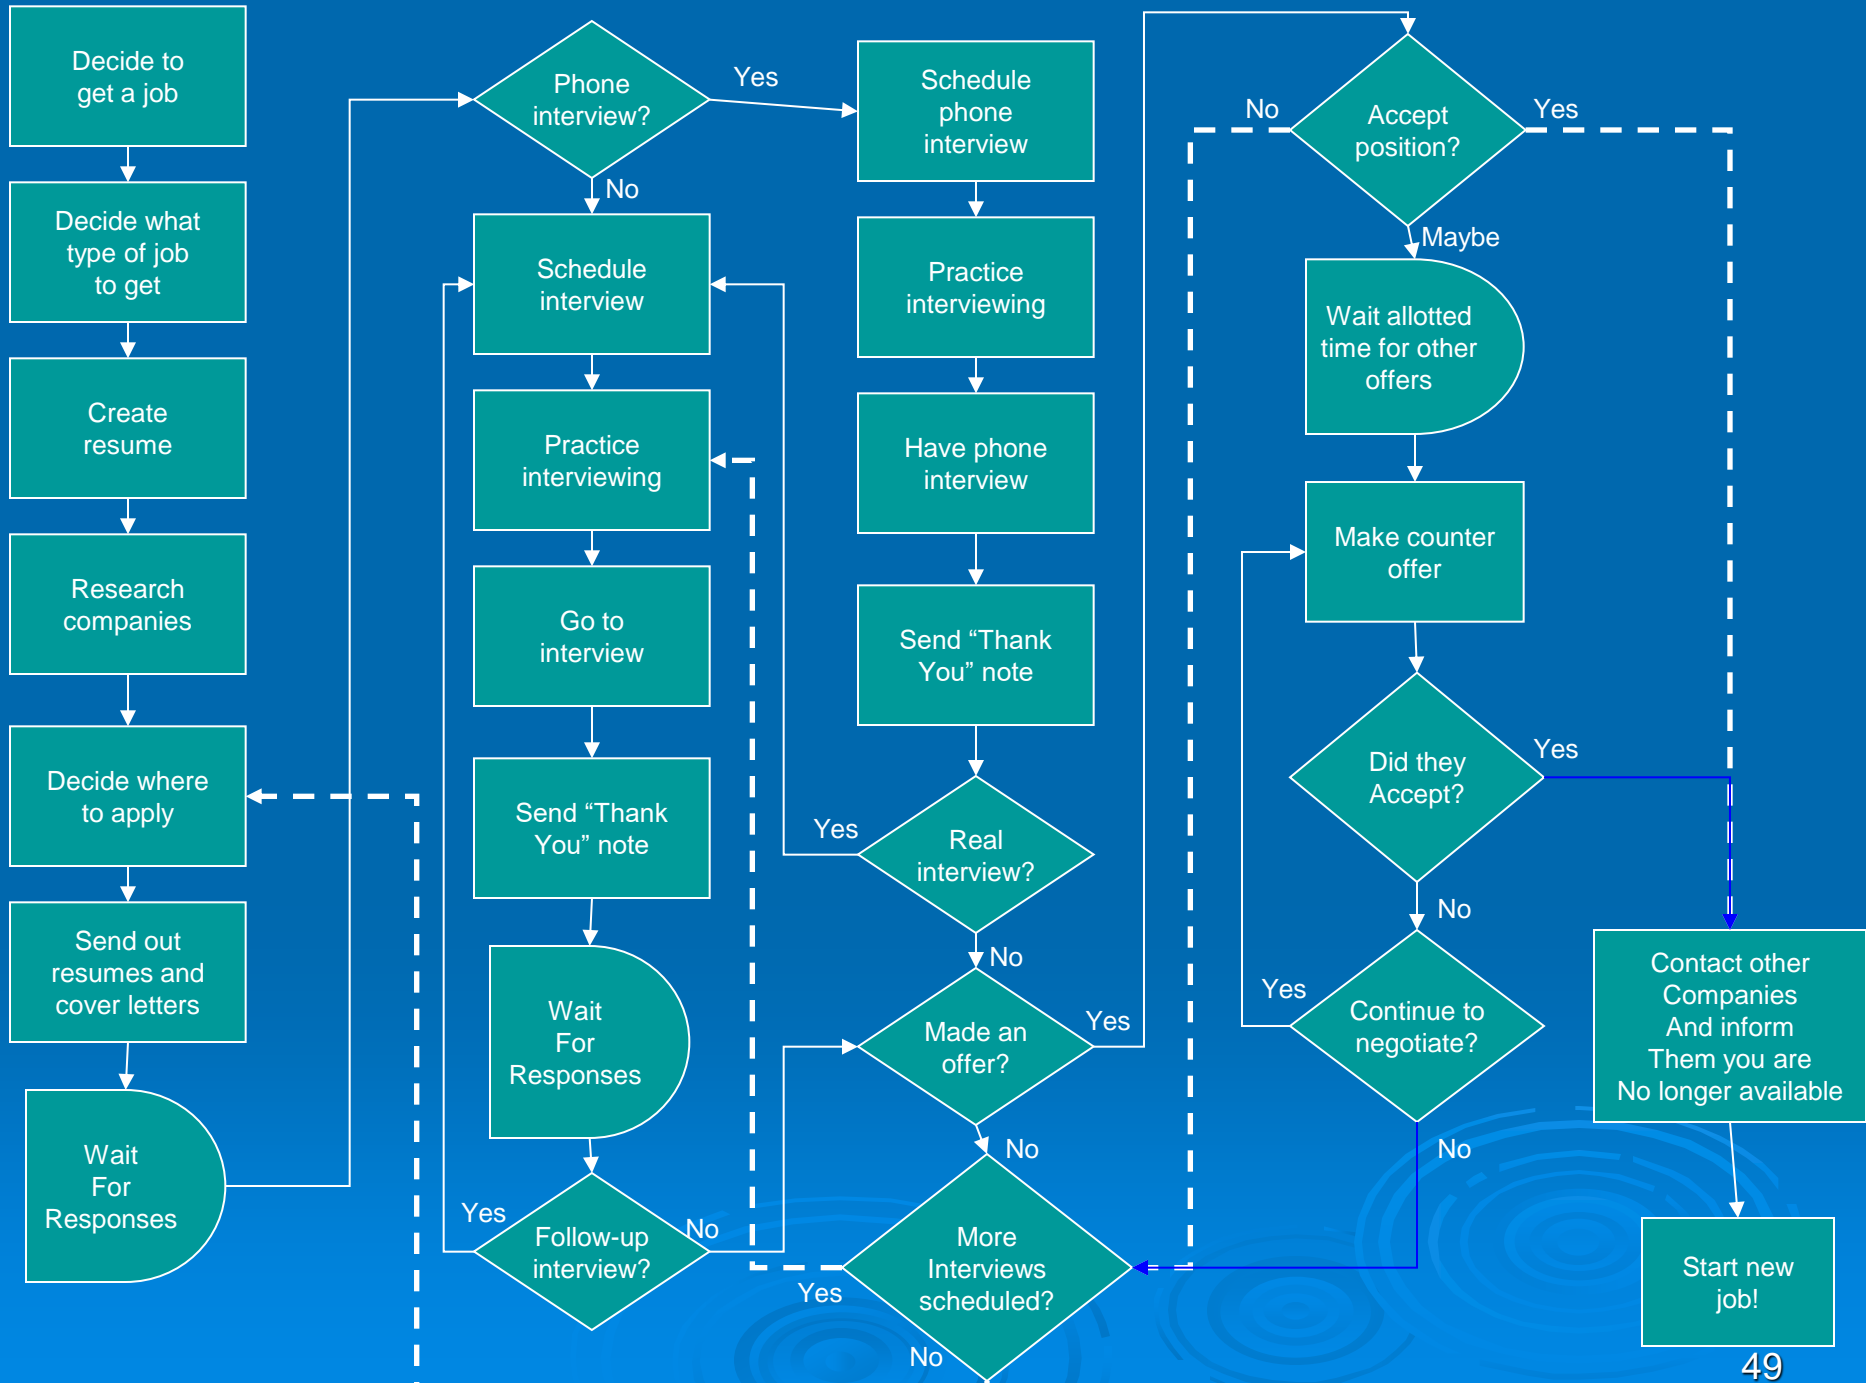 Decide to
get a job
Decide what
type of job
to get
Create
resume
Research
companies
Decide where
to apply
Send out
resumes and
cover letters
Wait
For
Responses
Phone
interview?
Yes
No
Schedule
interview
Practice
interviewing
Go to
interview
Send “Thank
You” note
Wait
For
Responses
Follow-up
interview?
Yes
No
Schedule
phone
interview
Practice
interviewing
Have phone
interview
Send “Thank
You” note
Real
interview?
Yes
No
Made an
offer?
Yes
No
More
Interviews
scheduled?
Yes
No
Accept
position?
No
Yes
Maybe
Wait allotted
time for other
offers
Make counter
offer
Did they
Accept?
Yes
No
Continue to
negotiate?
Yes
No
Contact other
Companies
And inform
Them you are
No longer available
Start new
job!
49